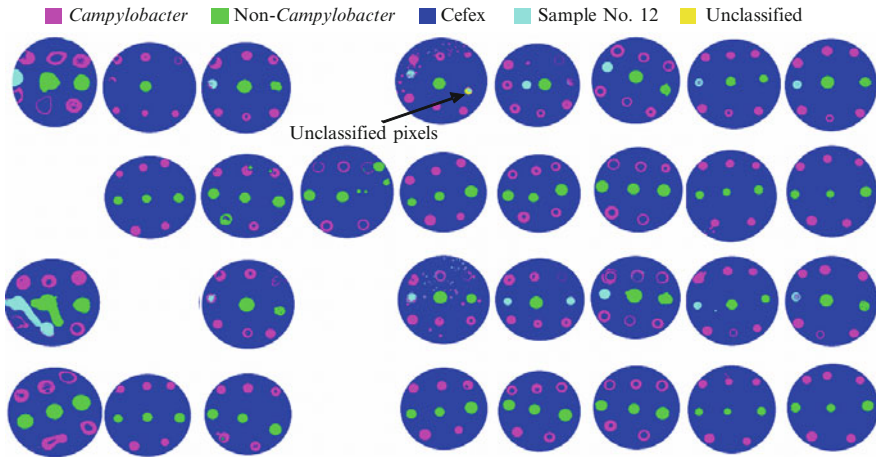 Campylobacter Non-Campylobacter Cefex Sample No. 12 Unclassified
Unclassified pixels